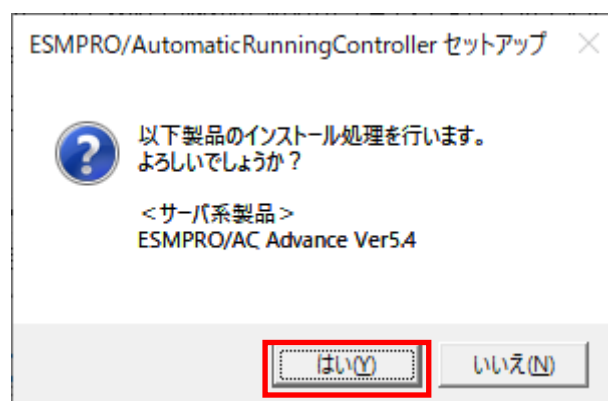 ESMPRO/AutomaticRunningController セットアップ
以下製品のインストール処理を行います。
よろしいでしょうか？
＜サーバ系製品＞
ESMPRO/AC Advance Ver5.4
はい(Y)
いいえ(N)